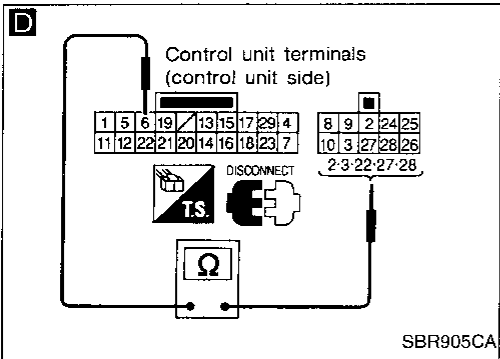 D
Control unit terminals
(control unit side)
1 5 6 19 13 15 17 29 4
11 12 22 21 20 14 16 18 23 7
8 9 2 24 25
10 3 27 28 26
2·3·22·27·28
T.S.
DISCONNECT
Ω
SBR905CA